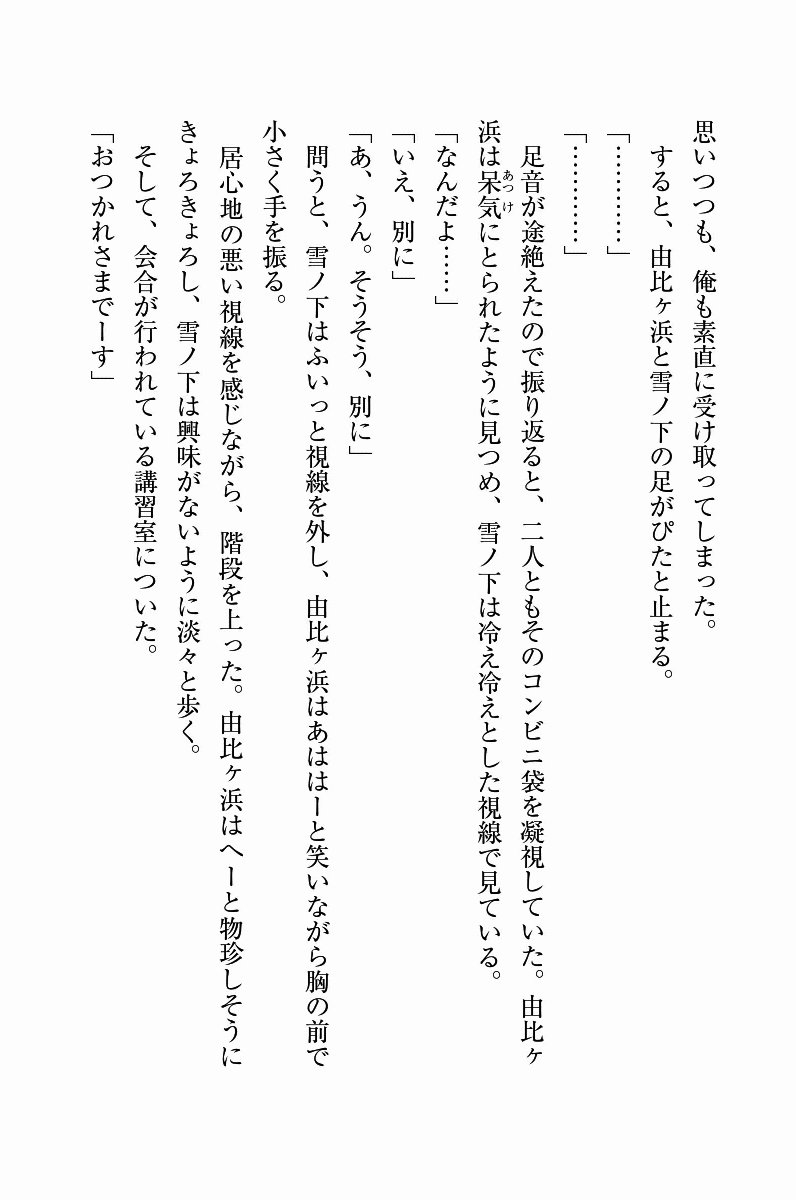 思いつつも、俺も素直に受け取ってしまった。
すると、由比ヶ浜と雪ノ下の足がぴたと止まる。
「…………」
「…………」
足音が途絶えたので振り返ると、二人ともそのコンビニ袋を凝視していた。由比ヶ
浜は呆気にとられたように見つめ、雪ノ下は冷え冷えとした視線で見ている。
あっけ
「なんだよ……」
「いえ、別に」
「あ、うん。そうそう、別に」
問うと、雪ノ下はふいっと視線を外し、由比ヶ浜はあははーと笑いながら胸の前で
小さく手を振る。
居心地の悪い視線を感じながら、階段を上った。由比ヶ浜はへーと物珍しそうに
きょろきょろし、雪ノ下は興味がないように淡々と歩く。
そして、会合が行われている講習室についた。
「おつかれさまでーす」